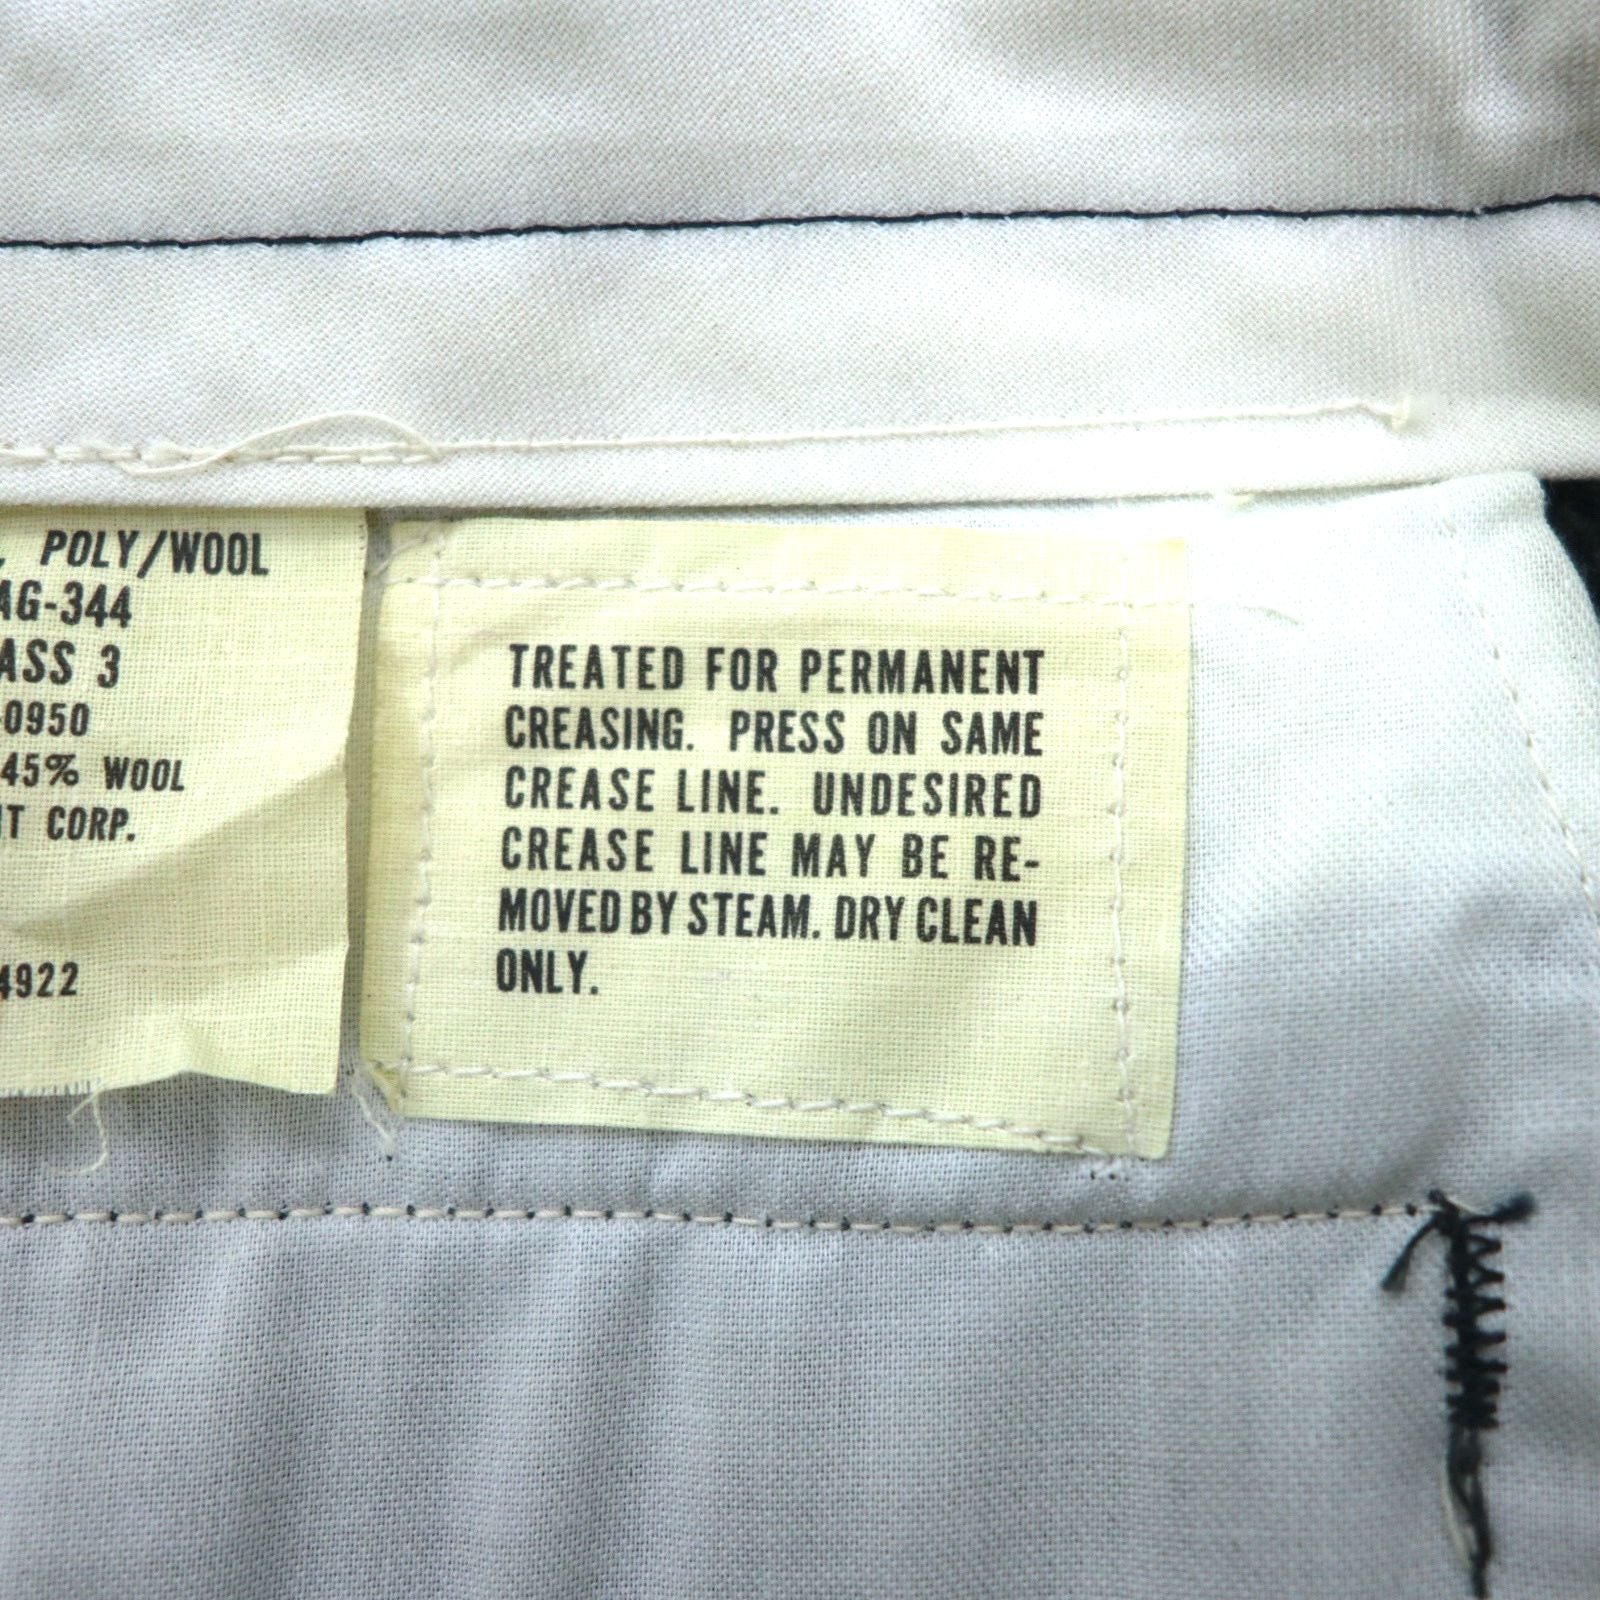 POLY/WOOL
AG-344
ASS 3
-0950
45% WOOL
CORP.
4922
TREATED FOR PERMANENT
CREASING. PRESS ON SAME
CREASE LINE. UNDESIRED
CREASE LINE MAY BE RE-
MOVED BY STEAM. DRY CLEAN
ONLY.